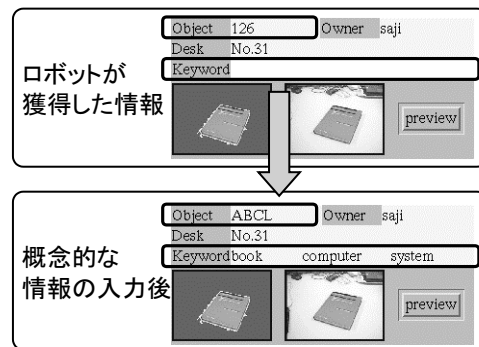 Object 126 Owner saji
Desk No.31
Keyword
ロボットが
獲得した情報
preview
Object ABCL Owner saji
Desk No.31
Keyword book computer system
概念的な
情報の入力後
preview